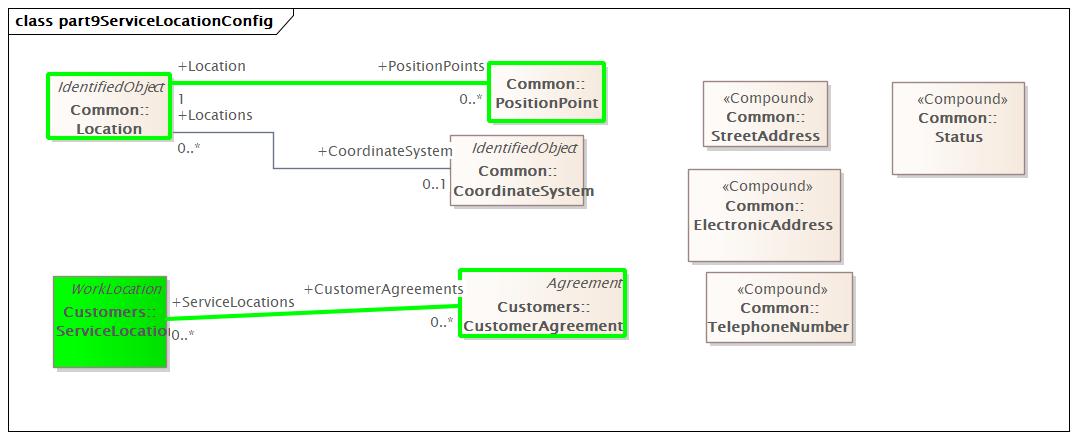 class part9ServiceLocationConfig
+Location
+PositionPoints
IdentifiedObject
Common::
Location
1
0..*
Common::
PositionPoint
+Locations
0..*
+CoordinateSystem
0..1
IdentifiedObject
Common::
CoordinateSystem
«Compound»
Common::
StreetAddress
«Compound»
Common::
Status
«Compound»
Common::
ElectronicAddress
WorkLocation
Customers::
ServiceLocation
+ServiceLocations
0..*
+CustomerAgreements
0..*
Agreement
Customers::
CustomerAgreement
«Compound»
Common::
TelephoneNumber